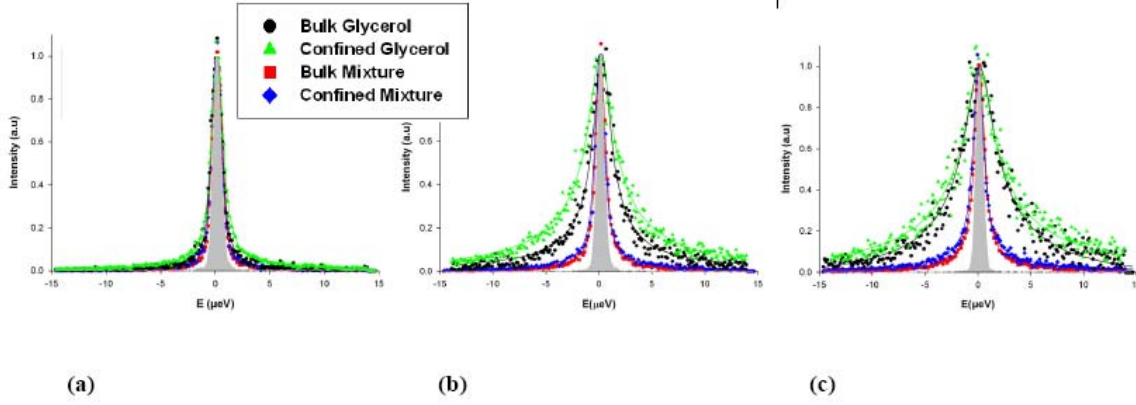 Bulk Glycerol
Confined Glycerol
Bulk Mixture
Confined Mixture
Intensity (a.u)
1.0
0.8
0.6
0.4
0.2
0.0
-15 -10 -5 0 5 10 15
E (µeV)
Intensity (a.u)
0.6
0.4
0.2
0.0
-15 -10 -5 0 5 10 15
E(µeV)
Intensity (a.u)
1.0
0.8
0.6
0.4
0.2
0.0
-15 -10 -5 0 5 10 15
E(µeV)
(a) (b) (c)